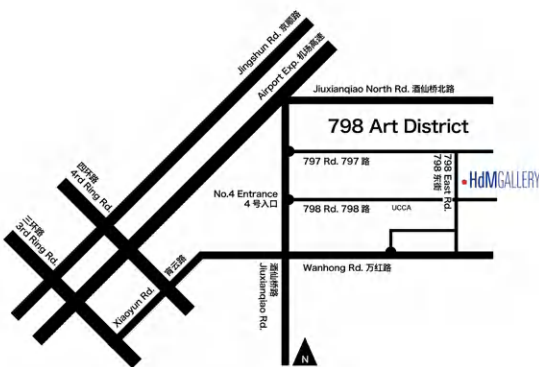 Jingshun Rd. 京顺路
Airport Exp. 机场高速
Jiuxianqiao North Rd. 酒仙桥北路
798 Art District
797 Rd. 797 路
798 East Rd.
798 东街
HdMGALLERY
四环路
4rd Ring Rd.
No.4 Entrance
4 号入口
798 Rd. 798 路
UCCA
三环路
3rd Ring Rd.
霄云路
Xiaoyun Rd.
酒仙桥路
Jiuxianqiao Rd.
Wanhong Rd. 万红路
N